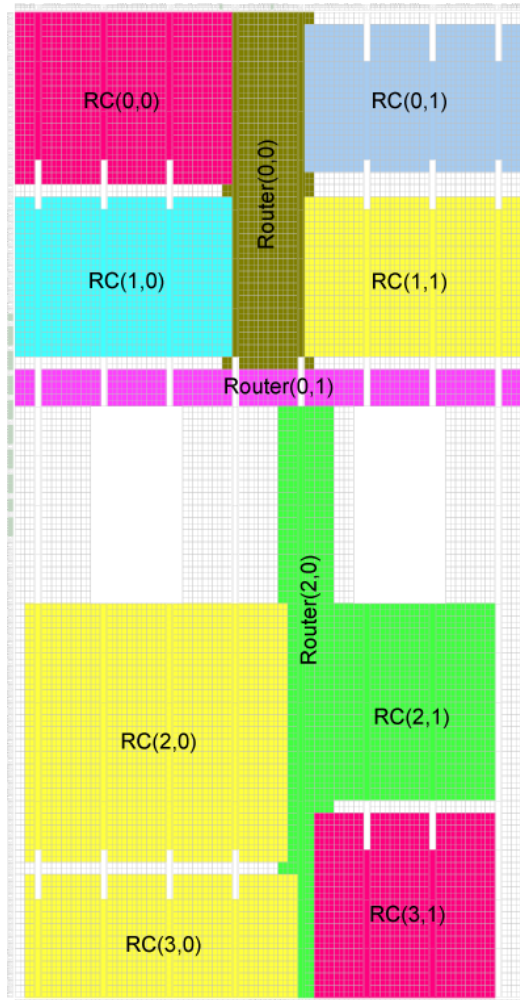 RC(0,0)
RC(0,1)
Router(0,0)
RC(1,0)
RC(1,1)
Router(0,1)
Router(2,0)
RC(2,0)
RC(2,1)
RC(3,0)
RC(3,1)